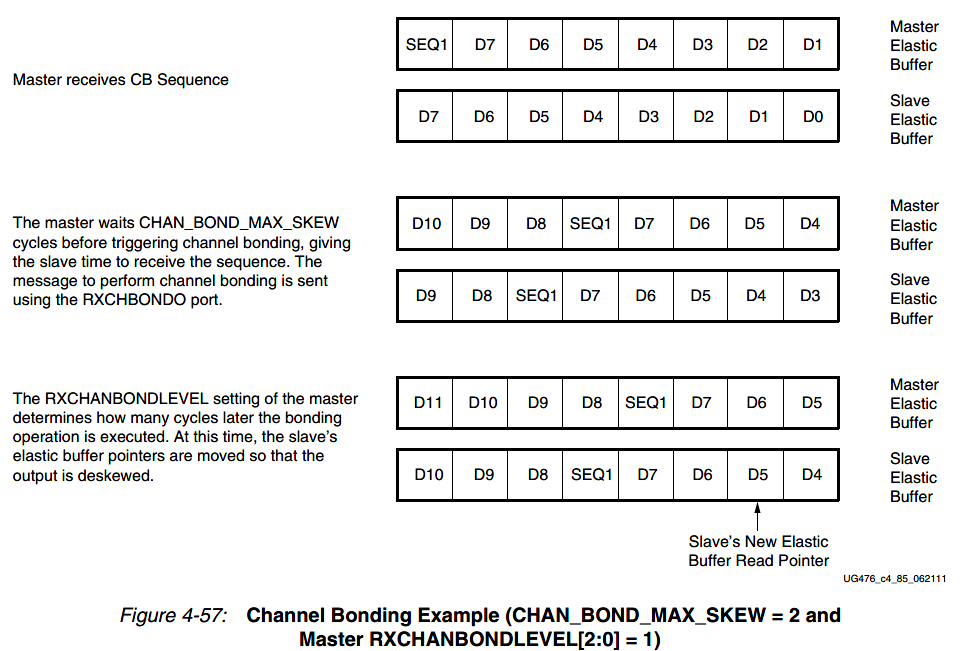 SEQ1 D7 D6 D5 D4 D3 D2 D1
Master
Elastic
Buffer
Master receives CB Sequence
D7 D6 D5 D4 D3 D2 D1 D0
Slave
Elastic
Buffer
The master waits CHAN_BOND_MAX_SKEW
cycles before triggering channel bonding, giving
the slave time to receive the sequence. The
message to perform channel bonding is sent
using the RXCHBONDO port.
D10 D9 D8 SEQ1 D7 D6 D5 D4
Master
Elastic
Buffer
D9 D8 SEQ1 D7 D6 D5 D4 D3
Slave
Elastic
Buffer
The RXCHANBONDLEVEL setting of the master
determines how many cycles later the bonding
operation is executed. At this time, the slave's
elastic buffer pointers are moved so that the
output is deskewed.
D11 D10 D9 D8 SEQ1 D7 D6 D5
Master
Elastic
Buffer
D10 D9 D8 SEQ1 D7 D6 D5 D4
Slave
Elastic
Buffer
Slave's New Elastic
Buffer Read Pointer
UG476_c4_85_062111
Figure 4-57: Channel Bonding Example (CHAN_BOND_MAX_SKEW = 2 and
Master RXCHANBONDLEVEL[2:0] = 1)